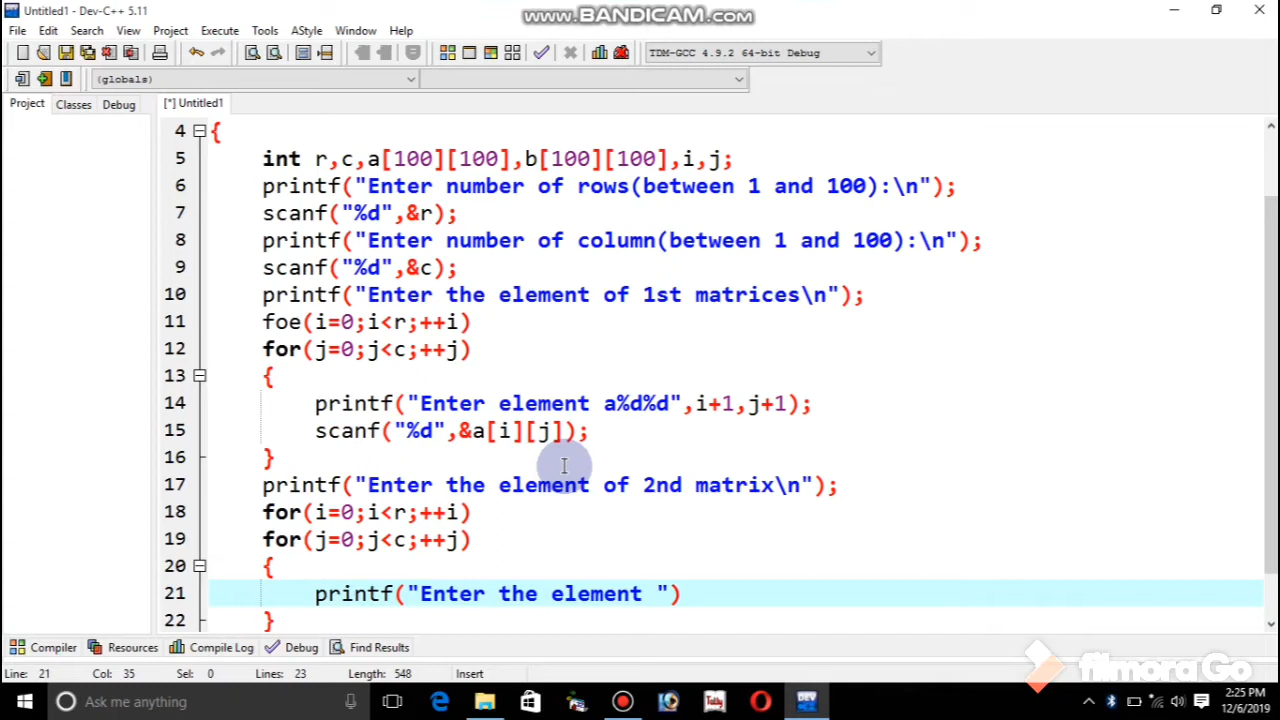 Untitled1 - Dev-C++ 5.11
www.BANDICAM.com
File Edit Search View Project Execute Tools AStyle Window Help
TDM-GCC 4.9.2 64-bit Debug
(globals)
Project Classes Debug
[*] Untitled1
4 {
5 int r,c,a[100][100],b[100][100],i,j;
6 printf("Enter number of rows(between 1 and 100):\n");
7 scanf("%d",&r);
8 printf("Enter number of column(between 1 and 100):\n");
9 scanf("%d",&c);
10 printf("Enter the element of 1st matrices\n");
11 foe(i=0;i<r;++i)
12 for(j=0;j<c;++j)
13 {
14 printf("Enter element a%d%d",i+1,j+1);
15 scanf("%d",&a[i][j]);
16 }
17 printf("Enter the element of 2nd matrix\n");
18 for(i=0;i<r;++i)
19 for(j=0;j<c;++j)
20 {
21 printf("Enter the element ")
22 }
Compiler Resources Compile Log Debug Find Results
Line: 21 Col: 35 Sel: 0 Lines: 23 Length: 548 Insert
filmoraGo
Ask me anything
DEV
2:25 PM
12/6/2019